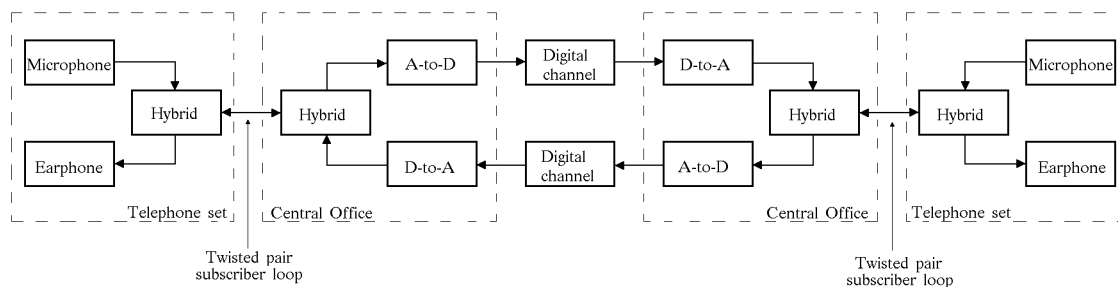 Microphone
A-to-D
Digital
channel
D-to-A
Microphone
Hybrid
Hybrid
Hybrid
Hybrid
Earphone
D-to-A
Digital
channel
A-to-D
Earphone
Telephone set
Central Office
Central Office
Telephone set
Twisted pair
subscriber loop
Twisted pair
subscriber loop